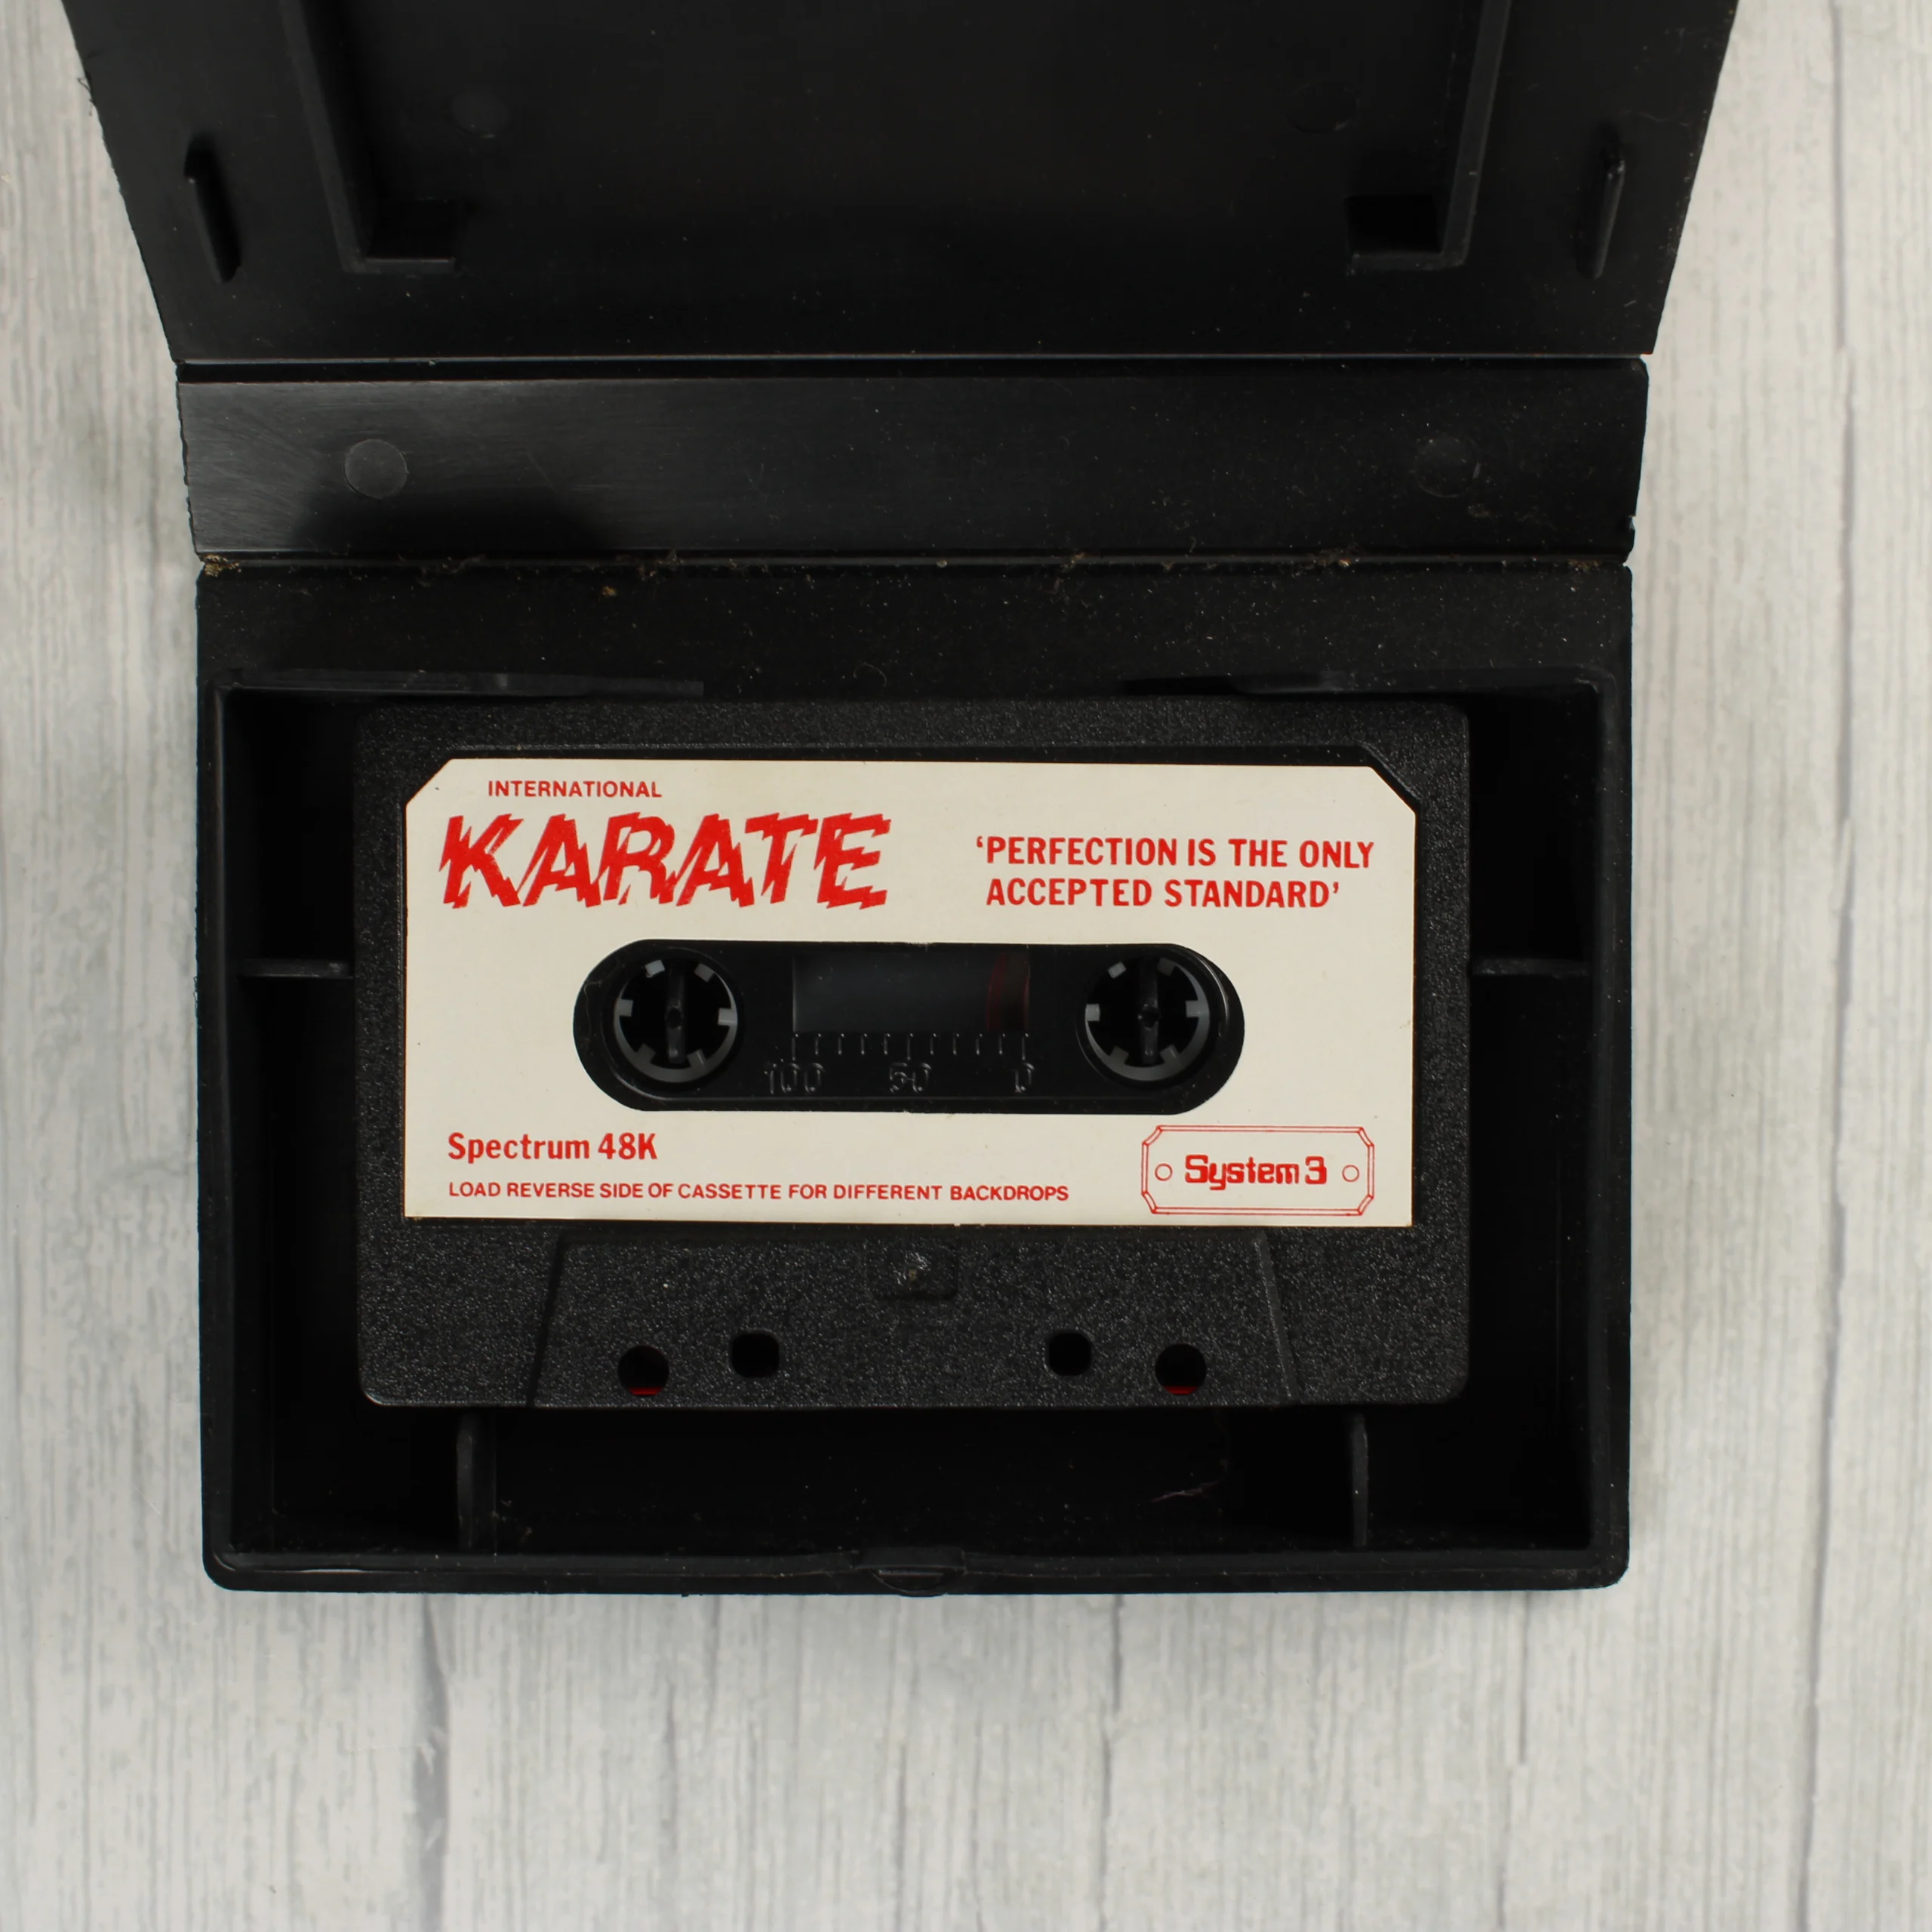 INTERNATIONAL
KARATE
‘PERFECTION IS THE ONLY
ACCEPTED STANDARD’
100 50 0
Spectrum 48K
LOAD REVERSE SIDE OF CASSETTE FOR DIFFERENT BACKDROPS
System 3